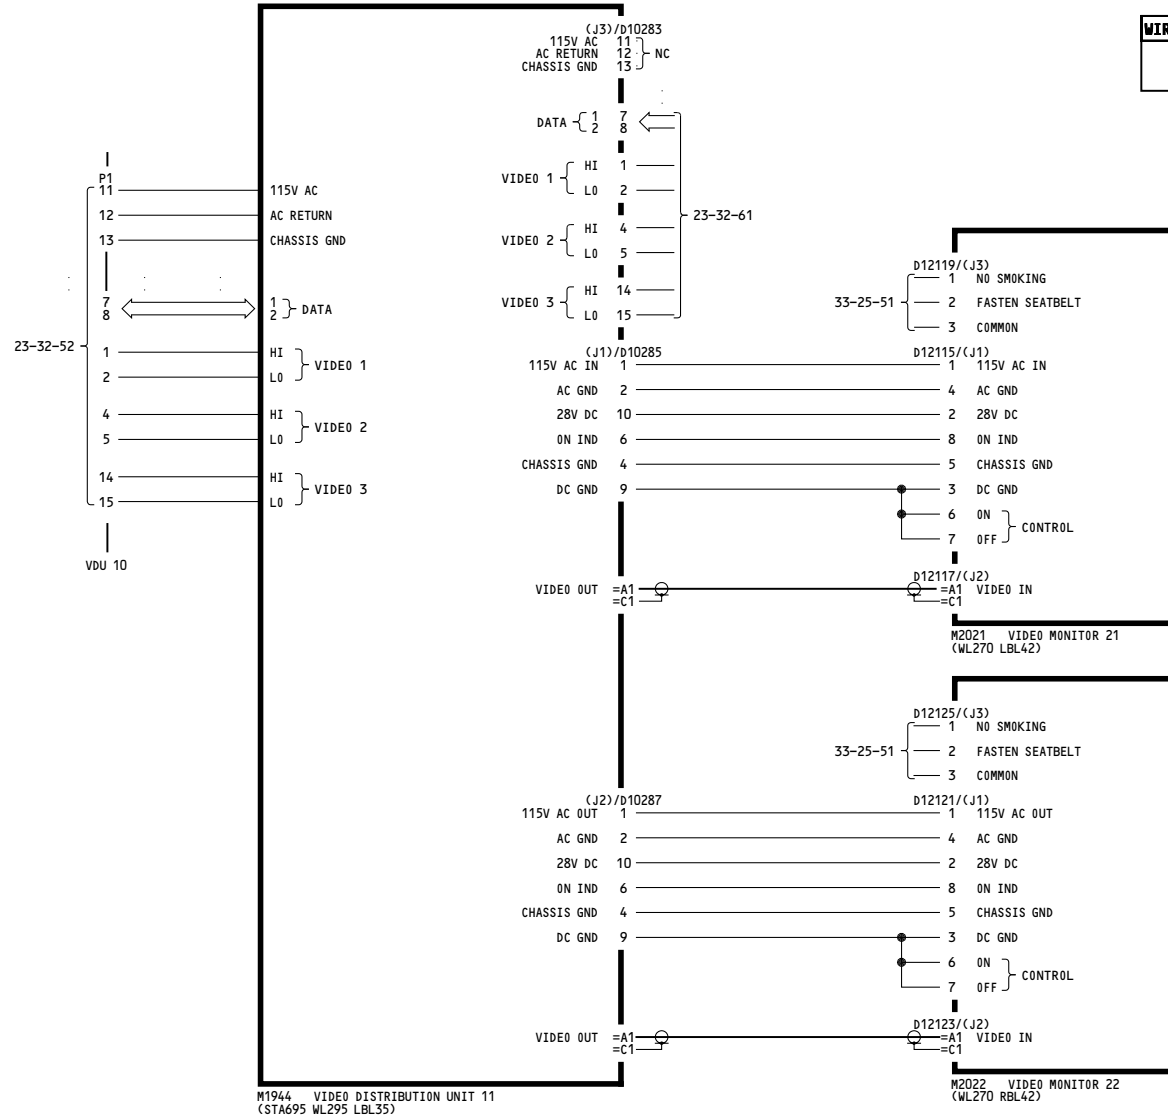 (J3)/D10283
115V AC 11
AC RETURN 12 NC
CHASSIS GND 13
WIR
DATA 1 7
2 8
VIDEO 1 HI 1
LO 2
VIDEO 2 HI 4
LO 5
VIDEO 3 HI 14
LO 15
23-32-61
P1
11 115V AC
12 AC RETURN
13 CHASSIS GND
7 1 DATA
8 2
23-32-52
1 HI VIDEO 1
2 LO
4 HI VIDEO 2
5 LO
14 HI VIDEO 3
15 LO
VDU 10
D12119/(J3)
1 NO SMOKING
33-25-51 2 FASTEN SEATBELT
3 COMMON
(J1)/D10285 D12115/(J1)
115V AC IN 1 1 115V AC IN
AC GND 2 4 AC GND
28V DC 10 2 28V DC
ON IND 6 8 ON IND
CHASSIS GND 4 5 CHASSIS GND
DC GND 9 3 DC GND
6 ON CONTROL
7 OFF
D12117/(J2)
VIDEO OUT =A1 =A1 VIDEO IN
=C1 =C1
M2021 VIDEO MONITOR 21
(WL270 LBL42)
D12125/(J3)
1 NO SMOKING
33-25-51 2 FASTEN SEATBELT
3 COMMON
(J2)/D10287 D12121/(J1)
115V AC OUT 1 1 115V AC OUT
AC GND 2 4 AC GND
28V DC 10 2 28V DC
ON IND 6 8 ON IND
CHASSIS GND 4 5 CHASSIS GND
DC GND 9 3 DC GND
6 ON CONTROL
7 OFF
D12123/(J2)
VIDEO OUT =A1 =A1 VIDEO IN
=C1 =C1
M2022 VIDEO MONITOR 22
(WL270 RBL42)
M1944 VIDEO DISTRIBUTION UNIT 11
(STA695 WL295 LBL35)